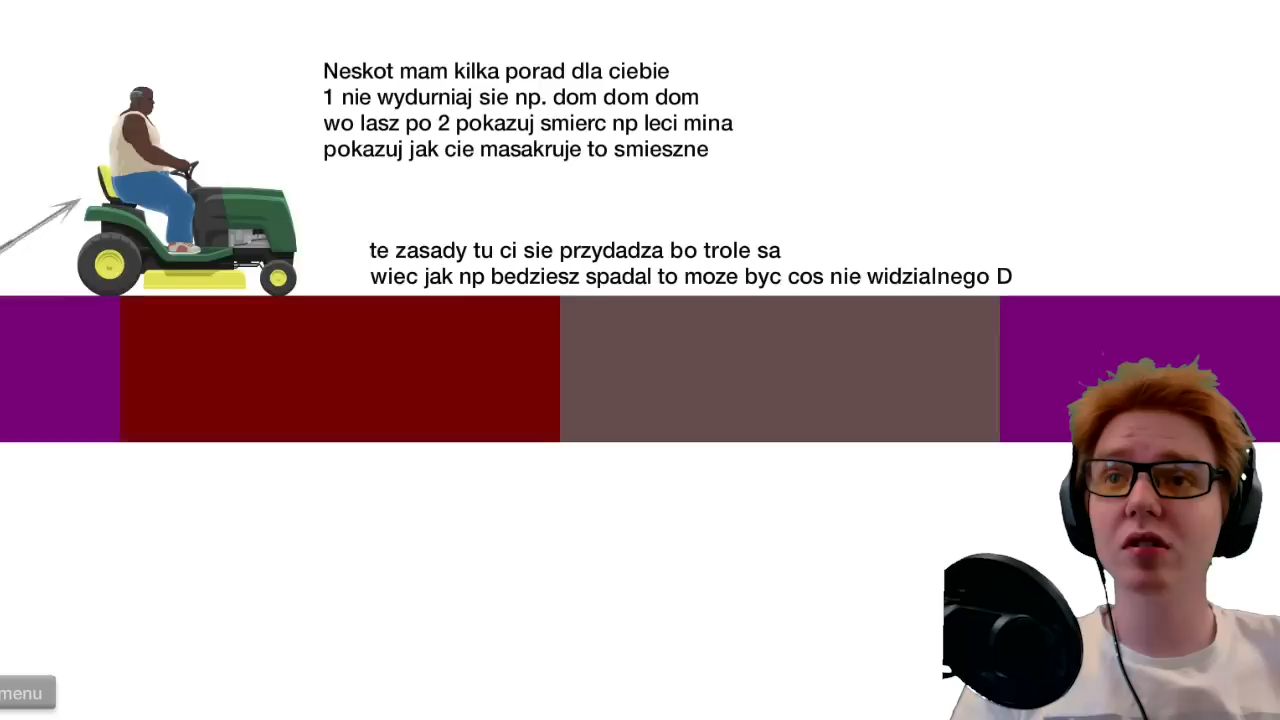 Neskot mam kilka porad dla ciebie
1 nie wydurniaj sie np. dom dom dom
wo lasz po 2 pokazuj smierc np leci mina
pokazuj jak cie masakruje to smieszne
te zasady tu ci sie przydadza bo trole sa
wiec jak np bedziesz spadal to moze byc cos nie widzialnego D
menu